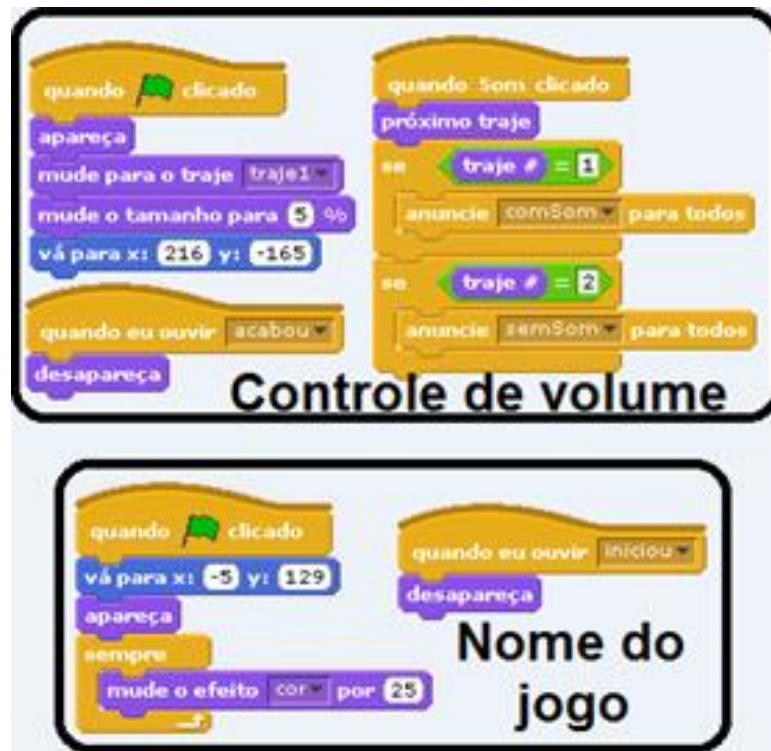 quando clicado
apareça
mude para o traje traje1
mude o tamanho para 5 %
vá para x: 216 y: -165
quando eu ouvir acabou
desapareça
quando Som clicado
próximo traje
se traje # = 1
anuncie comSom para todos
se traje # = 2
anuncie semSom para todos
Controle de volume
quando clicado
vá para x: -5 y: 129
apareça
sempre
mude o efeito cor por 25
quando eu ouvir iniciou
desapareça
Nome do
jogo